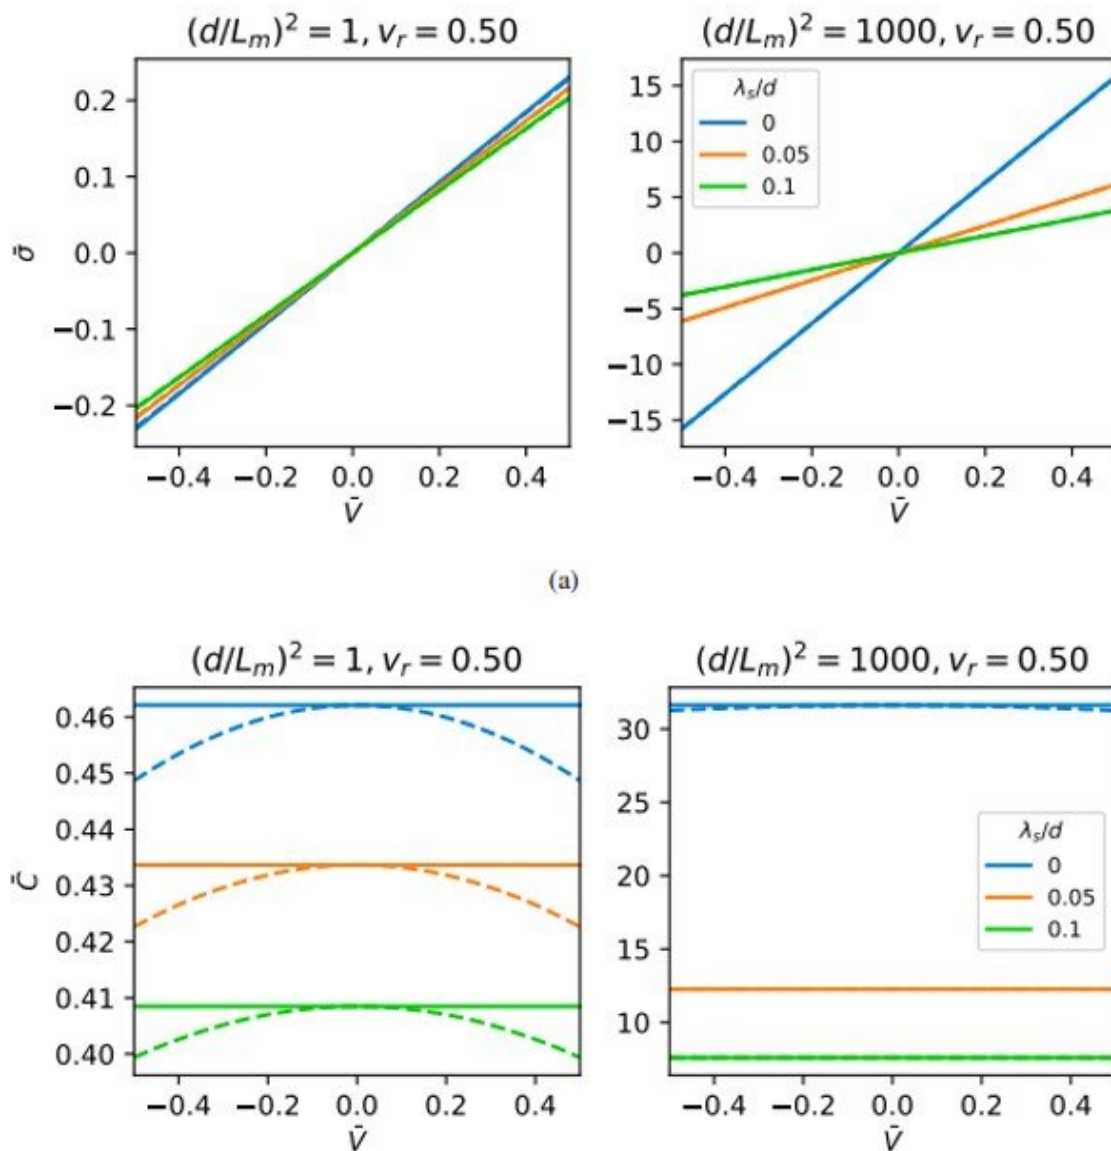 (d/L_m)² = 1, v_r = 0.50
(d/L_m)² = 1000, v_r = 0.50
σ̄
0.2
0.1
0.0
−0.1
−0.2
−0.4 −0.2 0.0 0.2 0.4
V̄
15
10
5
0
−5
−10
−15
λ_s/d
0
0.05
0.1
−0.4 −0.2 0.0 0.2 0.4
V̄
(a)
(d/L_m)² = 1, v_r = 0.50
(d/L_m)² = 1000, v_r = 0.50
C̄
0.46
0.45
0.44
0.43
0.42
0.41
0.40
−0.4 −0.2 0.0 0.2 0.4
V̄
30
25
20
15
10
λ_s/d
0
0.05
0.1
−0.4 −0.2 0.0 0.2 0.4
V̄